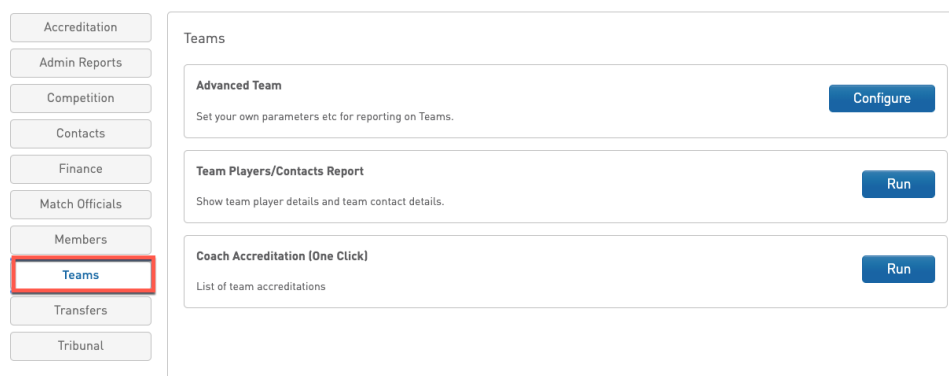 Accreditation
Admin Reports
Competition
Contacts
Finance
Match Officials
Members
Teams
Transfers
Tribunal
Teams
Advanced Team
Set your own parameters etc for reporting on Teams.
Configure
Team Players/Contacts Report
Show team player details and team contact details.
Run
Coach Accreditation (One Click)
List of team accreditations
Run